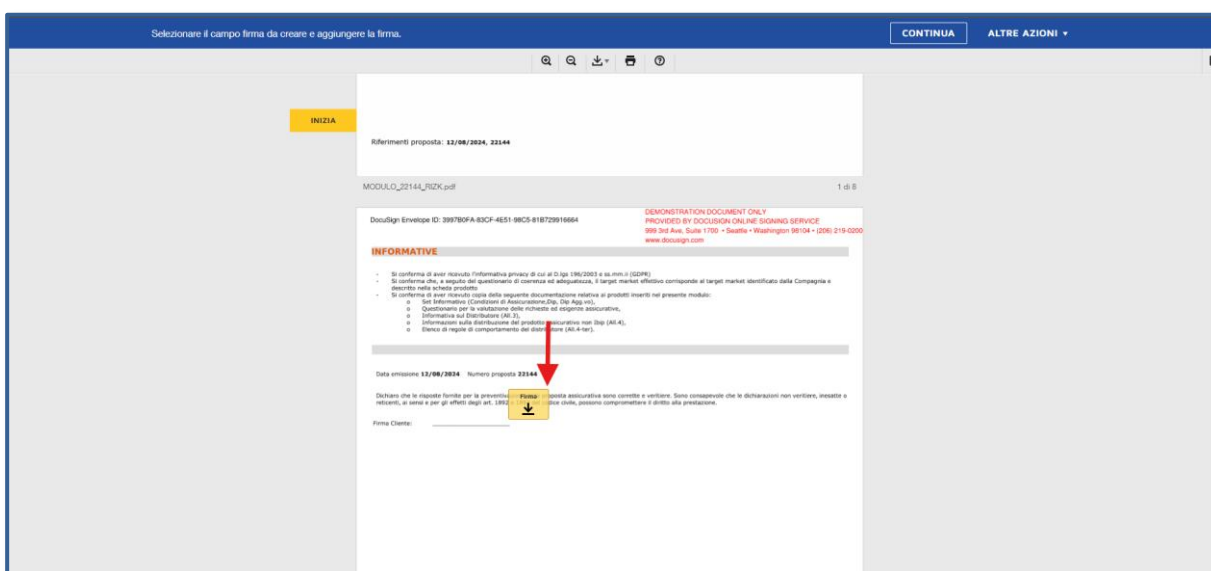 Selezionare il campo firma da creare e aggiungere la firma.
CONTINUA
ALTRE AZIONI
INIZIA
Riferimenti proposta: 12/08/2024, 22144
MODULO_22144_RIZK.pdf
1 di 8
DocuSign Envelope ID: 3997B0FA-83CF-4E51-98C5-81B729916664
DEMONSTRATION DOCUMENT ONLY
PROVIDED BY DOCUSIGN ONLINE SIGNING SERVICE
999 3rd Ave, Suite 1700 • Seattle • Washington 98104 • (206) 219-0200
www.docusign.com
INFORMATIVE
- Si conferma di aver ricevuto l'informativa privacy di cui al D.lgs 196/2003 e ss.mm.ii (GDPR)
- Si conferma che, a seguito del questionario di coerenza ed adeguatezza, il target market effettivo corrisponde al target market identificato dalla Compagnia e
descritto nella scheda prodotto
- Si conferma di aver ricevuto copia della seguente documentazione relativa ai prodotti inseriti nel presente modulo:
o Set Informativo (Condizioni di Assicurazione,Dip, Dip Agg.vo),
o Questionario per la valutazione delle richieste ed esigenze assicurative,
o Informativa sul Distributore (All.3),
o Informazioni sulla distribuzione del prodotto assicurativo non Ibip (All.4),
o Elenco di regole di comportamento del distributore (All.4-ter).
Data emissione 12/08/2024 Numero proposta 22144
Dichiaro che le risposte fornite per la proposta assicurativa sono corrette e veritiere. Sono consapevole che le dichiarazioni non veritiere, inesatte o
Firma
reticenti, ai sensi e per gli effetti degli art. 1892 codice civile, possono compromettere il diritto alla prestazione.
Firma Cliente: